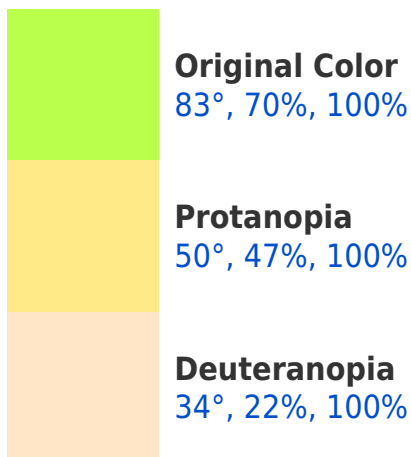 Original Color
83°, 70%, 100%
Protanopia
50°, 47%, 100%
Deuteranopia
34°, 22%, 100%